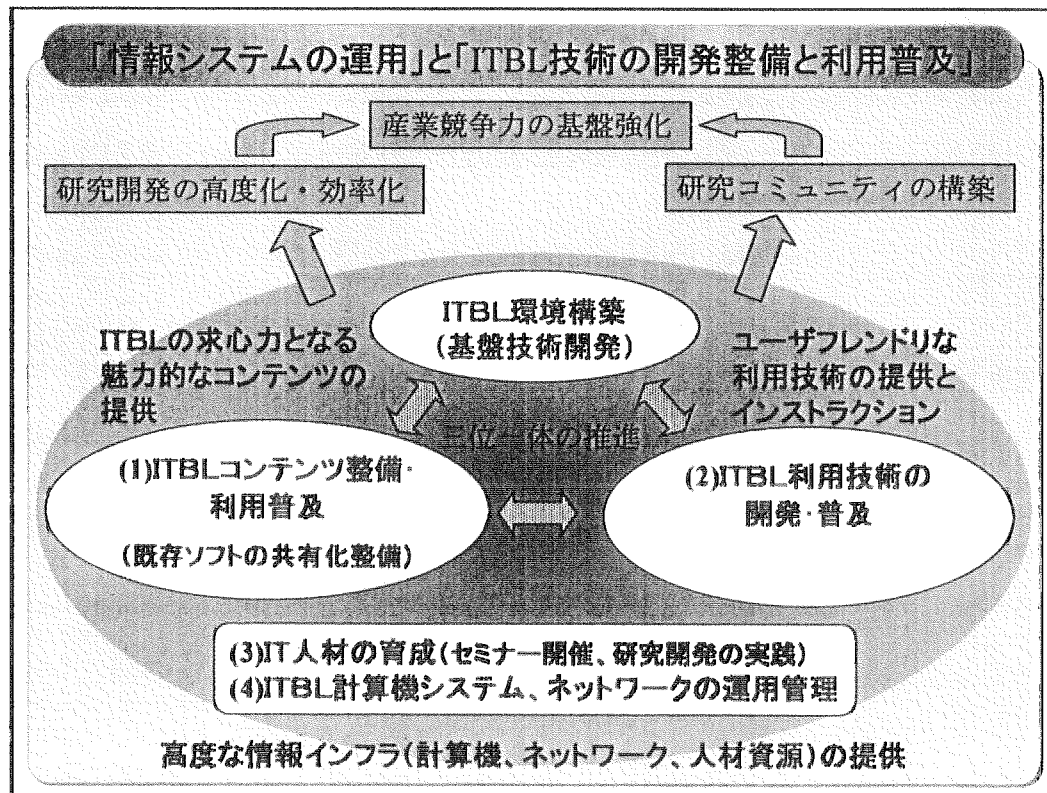 「情報システムの運用」と「ITBL技術の開発整備と利用普及」
産業競争力の基盤強化
研究開発の高度化・効率化
研究コミュニティの構築
ITBL環境構築
(基盤技術開発)
ITBLの求心力となる
魅力的なコンテンツの
提供
ユーザフレンドリな
利用技術の提供と
インストラクション
三位一体の推進
(1)ITBLコンテンツ整備・
利用普及
(既存ソフトの共有化整備)
(2)ITBL利用技術の
開発・普及
(3)IT人材の育成(セミナー開催、研究開発の実践)
(4)ITBL計算機システム、ネットワークの運用管理
高度な情報インフラ(計算機、ネットワーク、人材資源)の提供